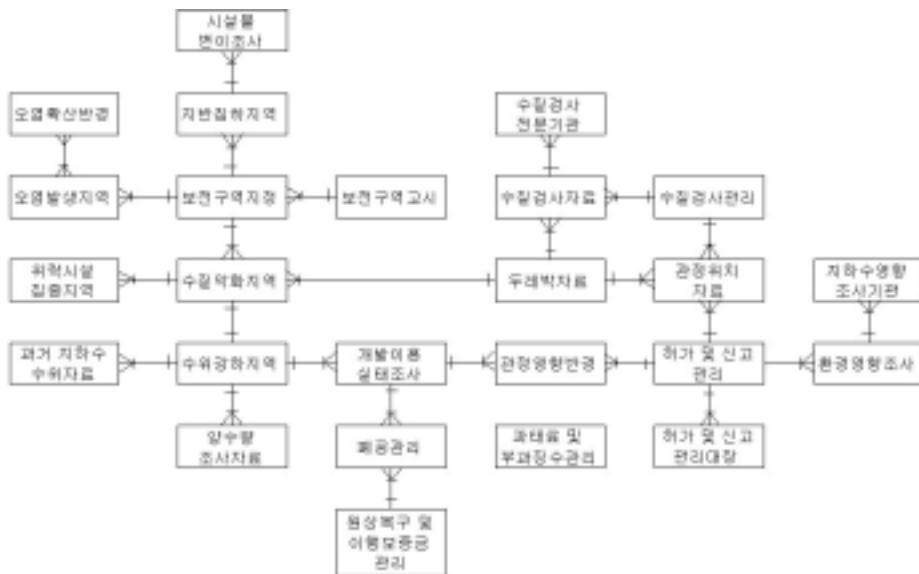 시설물
변이조사
오염확산반경
지반침하지역
수질검사
전문기관
오염발생지역
보전구역지정
보전구역고시
수질검사자료
수질검사관리
위락시설
집중지역
수질악화지역
두레박자료
관정위치
자료
지하수영향
조사기관
과거 지하수
수위자료
수위강하지역
개발이용
실태조사
관정영향반경
허가 및 신고
관리
환경영향조사
양수량
조사자료
폐공관리
과태료 및
부과징수관리
허가 및 신고
관리대장
원상복구 및
이행보증금
관리